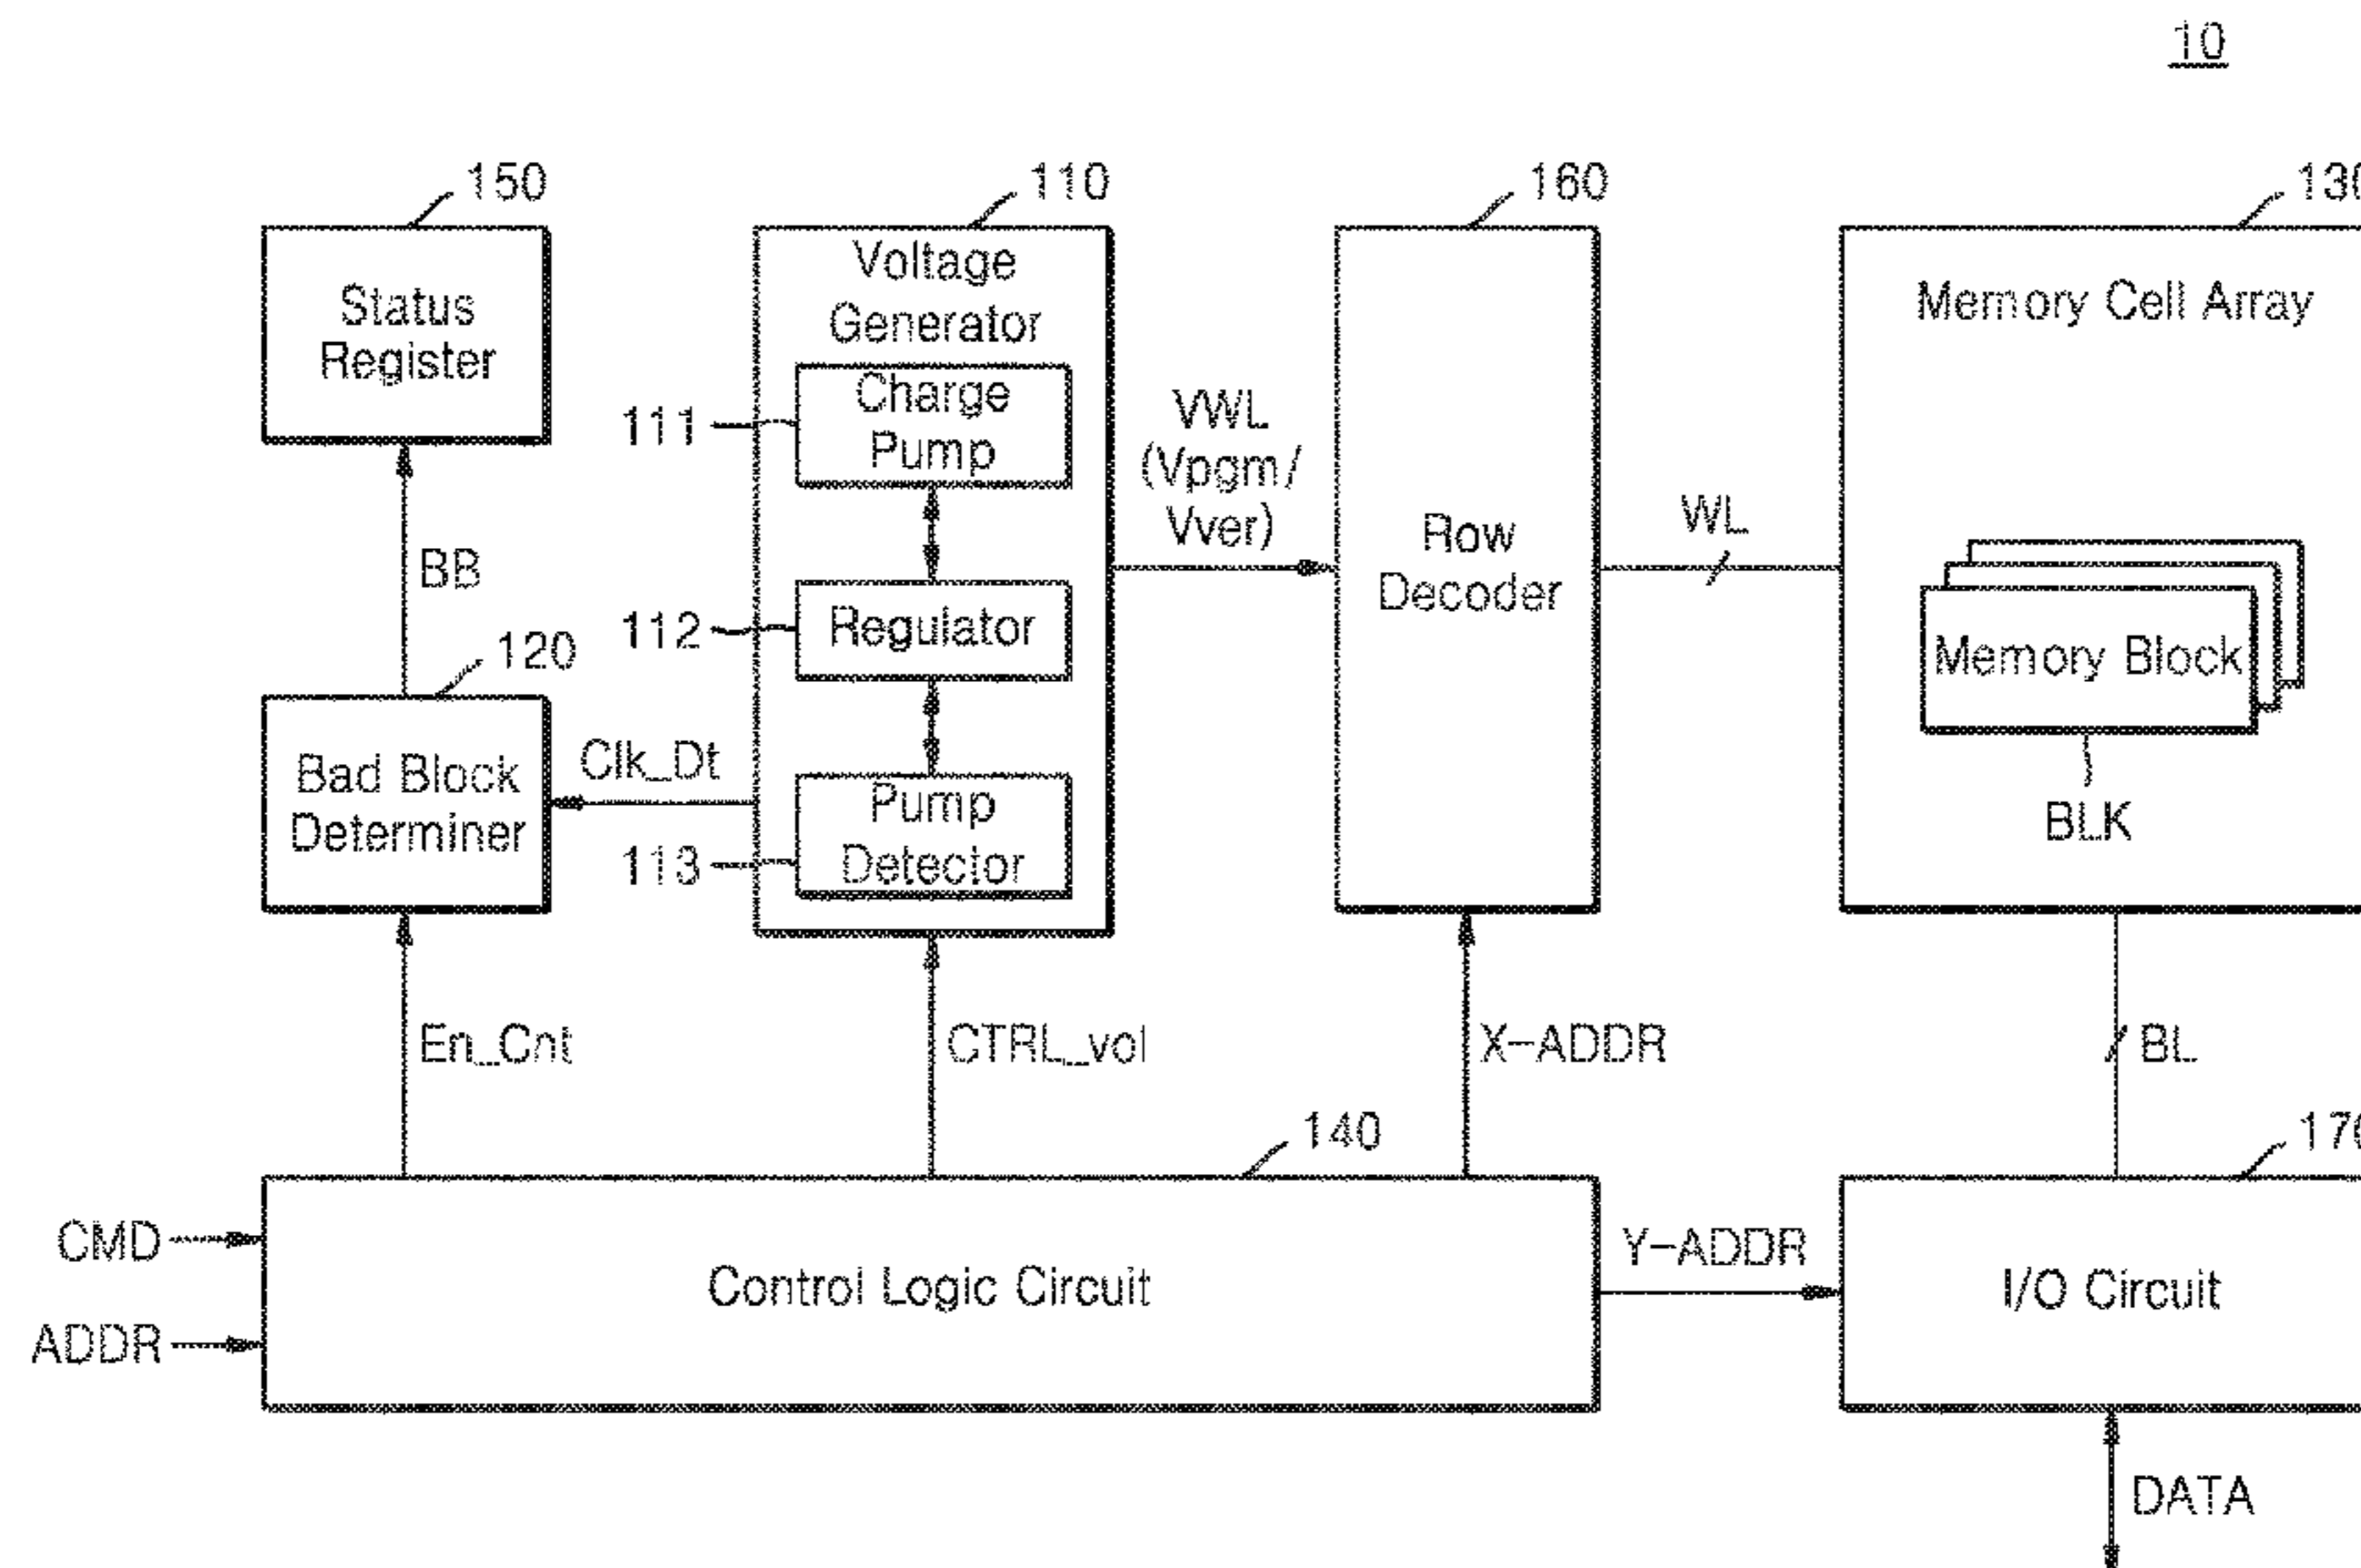 10
150
110
160
130
Status
Register
Voltage
Generator
Charge
Pump
111
VWL
(Vpgm/
Vver)
Row
Decoder
WL
Memory Cell Array
BB
112
Regulator
Memory Block
120
Bad Block
Determiner
Clk_Dt
Pump
Detector
113
BLK
En_Cnt
CTRL_vol
X-ADDR
BL
140
170
CMD
ADDR
Control Logic Circuit
Y-ADDR
I/O Circuit
DATA